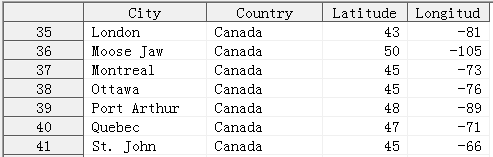 City Country Latitude Longitud
35 London Canada 43 -81
36 Moose Jaw Canada 50 -105
37 Montreal Canada 45 -73
38 Ottawa Canada 45 -76
39 Port Arthur Canada 48 -89
40 Quebec Canada 47 -71
41 St. John Canada 45 -66